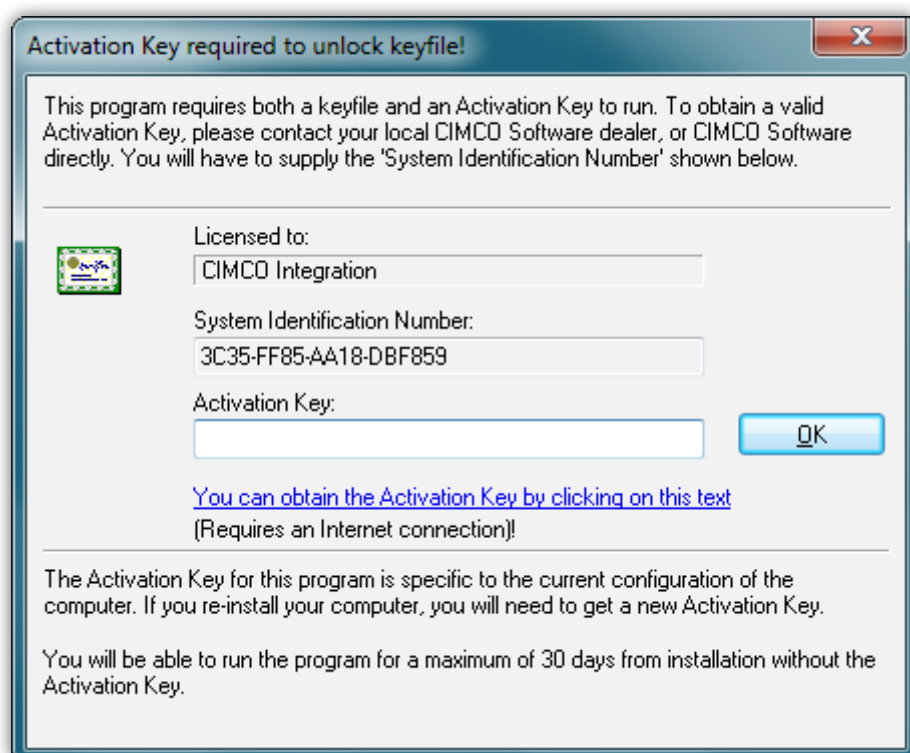 Activation Key required to unlock keyfile!
This program requires both a keyfile and an Activation Key to run. To obtain a valid
Activation Key, please contact your local CIMCO Software dealer, or CIMCO Software
directly. You will have to supply the 'System Identification Number' shown below.
Licensed to:
CIMCO Integration
System Identification Number:
3C35-FF85-AA18-DBF859
Activation Key:
OK
You can obtain the Activation Key by clicking on this text
(Requires an Internet connection)!
The Activation Key for this program is specific to the current configuration of the
computer. If you re-install your computer, you will need to get a new Activation Key.
You will be able to run the program for a maximum of 30 days from installation without the
Activation Key.